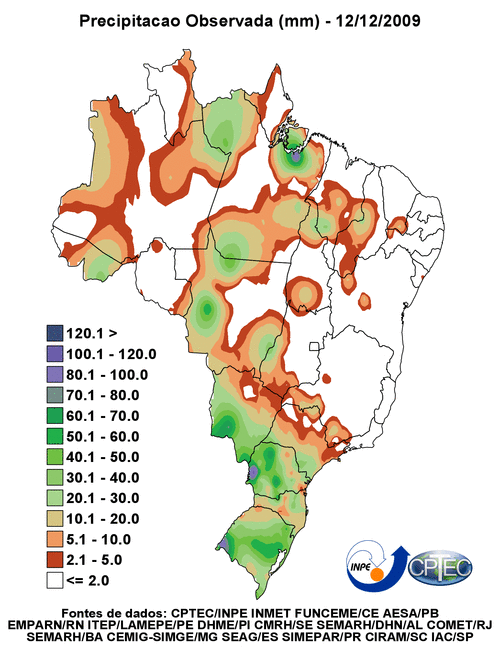 Precipitacao Observada (mm) - 12/12/2009
120.1 >
100.1 - 120.0
80.1 - 100.0
70.1 - 80.0
60.1 - 70.0
50.1 - 60.0
40.1 - 50.0
30.1 - 40.0
20.1 - 30.0
10.1 - 20.0
5.1 - 10.0
2.1 - 5.0
<= 2.0
INPE
CPTEC
Fontes de dados: CPTEC/INPE INMET FUNCEME/CE AESA/PB
EMPARN/RN ITEP/LAMEPE/PE DHME/PI CMRH/SE SEMARH/DHN/AL COMET/RJ
SEMARH/BA CEMIG-SIMGE/MG SEAG/ES SIMEPAR/PR CIRAM/SC IAC/SP